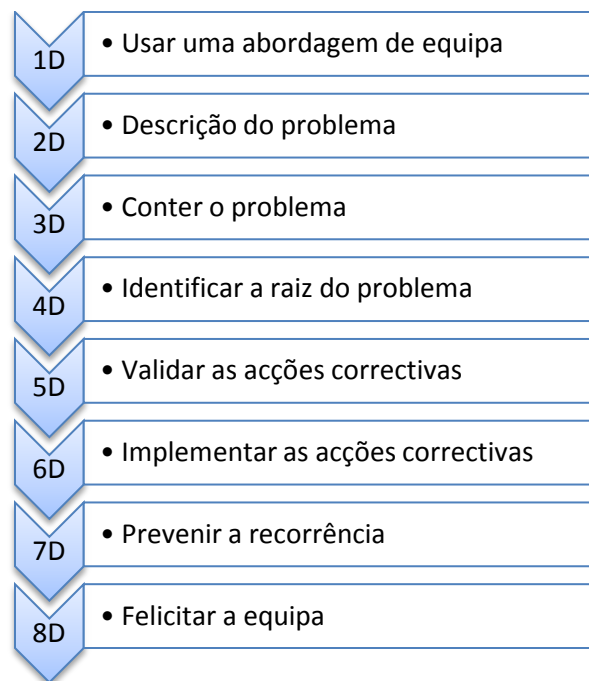 1D
• Usar uma abordagem de equipa
2D
• Descrição do problema
3D
• Conter o problema
4D
• Identificar a raiz do problema
5D
• Validar as acções correctivas
6D
• Implementar as acções correctivas
7D
• Prevenir a recorrência
8D
• Felicitar a equipa